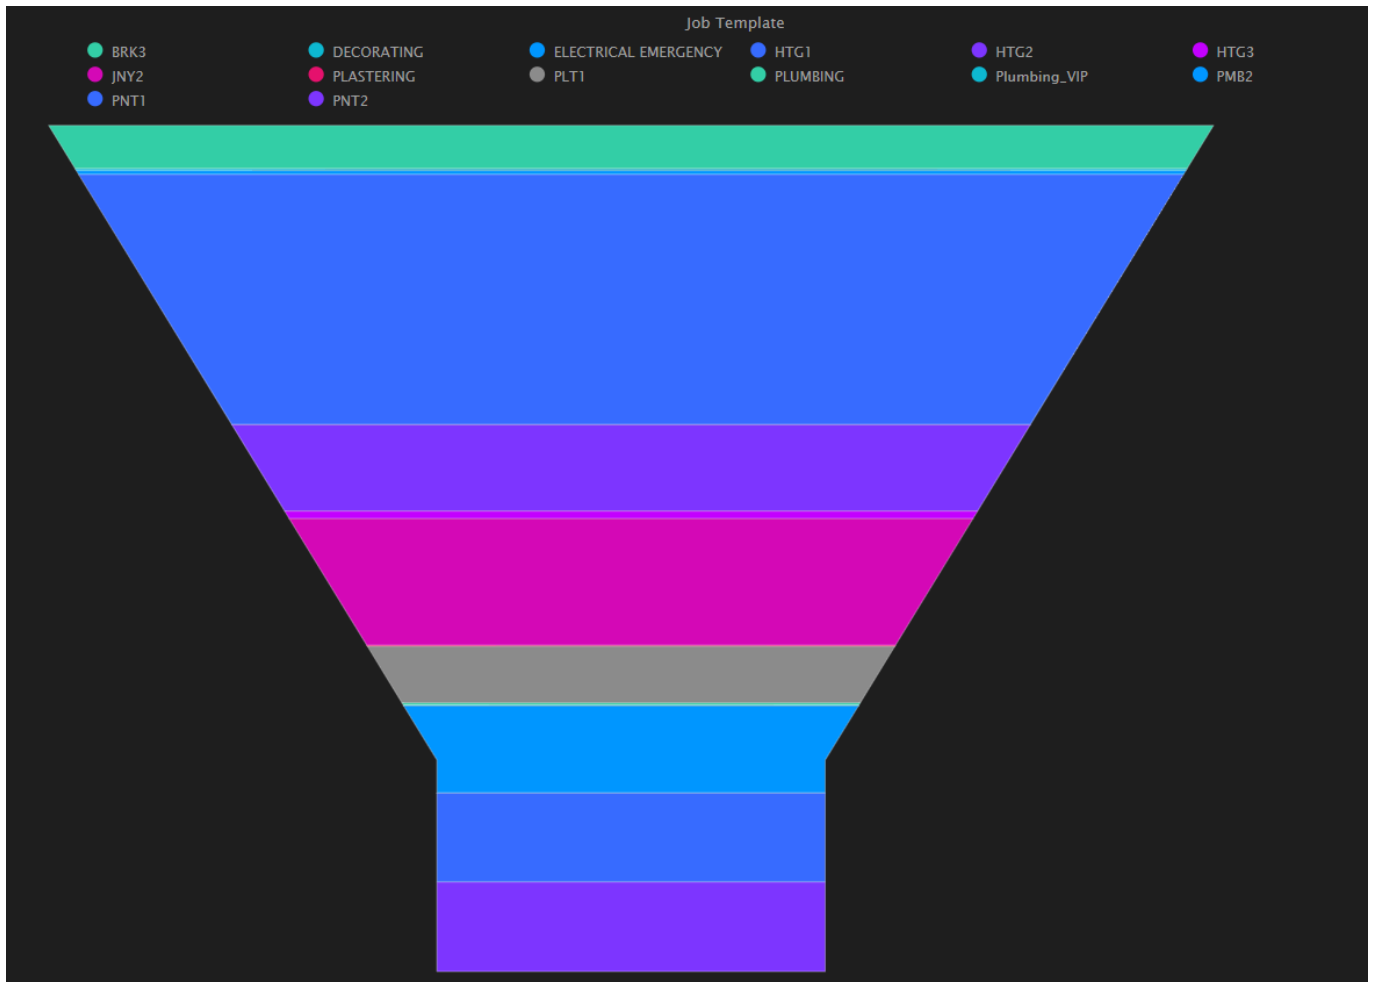 Job Template
BRK3 DECORATING ELECTRICAL EMERGENCY HTG1 HTG2 HTG3
JNY2 PLASTERING PLT1 PLUMBING Plumbing_VIP PMB2
PNT1 PNT2